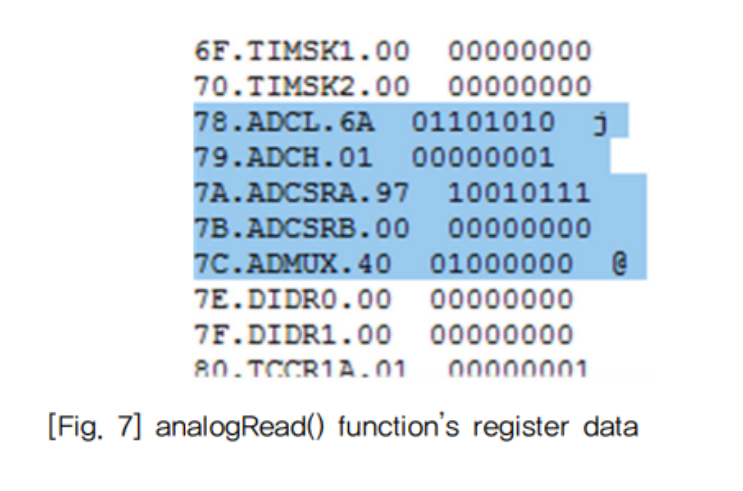 6F.TIMSK1.00  00000000
70.TIMSK2.00  00000000
78.ADCL.6A  01101010  j
79.ADCH.01  00000001
7A.ADCSRA.97  10010111
7B.ADCSRB.00  00000000
7C.ADMUX.40  01000000  @
7E.DIDR0.00  00000000
7F.DIDR1.00  00000000
80.TCCR1A.01  00000001
[Fig. 7] analogRead() function's register data